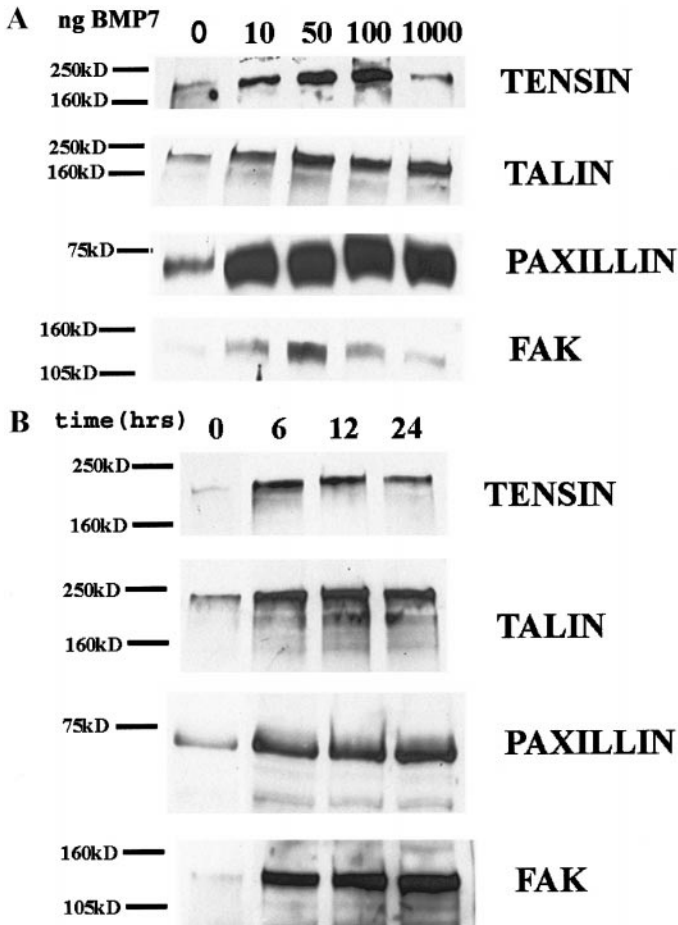 A ng BMP7 0 10 50 100 1000
250kD
160kD
TENSIN
250kD
160kD
TALIN
75kD
PAXILLIN
160kD
105kD
FAK
B time(hrs) 0 6 12 24
250kD
160kD
TENSIN
250kD
160kD
TALIN
75kD
PAXILLIN
160kD
105kD
FAK